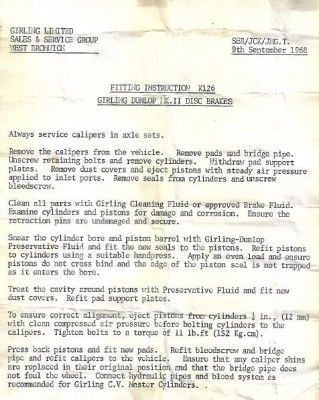 GIRLING LIMITED
SALES & SERVICE GROUP
WEST BROMWICH
SER/JCK/JMG.T.
9th September 1968
FITTING INSTRUCTION K126
GIRLING DUNLOP MK.II DISC BRAKES
Always service calipers in axle sets.
Remove the calipers from the vehicle. Remove pads and bridge pipe.
Unscrew retaining bolts and remove cylinders. Withdraw pad support
plates. Remove dust covers and eject pistons with steady air pressure
applied to inlet ports. Remove seals from cylinders and unscrew
bleedscrew.
Clean all parts with Girling Cleaning Fluid or approved Brake Fluid.
Examine cylinders and pistons for damage and corrosion. Ensure the
retraction pins are undamaged and secure.
Smear the cylinder bore and piston barrel with Girling-Dunlop
Preservative Fluid and fit the new seals to the pistons. Refit pistons
to cylinders using a suitable handpress. Apply an even load and ensure
pistons do not cross bind and the edge of the piston seal is not trapped
as it enters the bore.
Treat the cavity around pistons with Preservative Fluid and fit new
dust covers. Refit pad support plates.
To ensure correct alignment, eject pistons from cylinders ½ in., (12 mm)
with clean compressed air pressure before bolting cylinders to the
calipers. Tighten bolts to a torque of 11 lb.ft (152 Kg.cm).
Press back pistons and fit new pads. Refit bleedscrew and bridge
pipe and refit calipers to the vehicle. Ensure that any caliper shims
are replaced in their original position and that the bridge pipe does
not foul the wheel. Connect hydraulic pipes and bleed system as
recommended for Girling C.V. Master Cylinders.